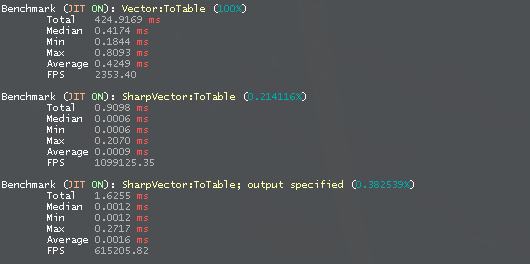 Benchmark (JIT ON): Vector:ToTable (100%)
Total 424.9169 ms
Median 0.4174 ms
Min 0.1844 ms
Max 0.8093 ms
Average 0.4249 ms
FPS 2353.40
Benchmark (JIT ON): SharpVector:ToTable (0.214116%)
Total 0.9098 ms
Median 0.0006 ms
Min 0.0006 ms
Max 0.2070 ms
Average 0.0009 ms
FPS 1099125.35
Benchmark (JIT ON): SharpVector:ToTable; output specified (0.382539%)
Total 1.6255 ms
Median 0.0012 ms
Min 0.0012 ms
Max 0.2717 ms
Average 0.0016 ms
FPS 615205.82